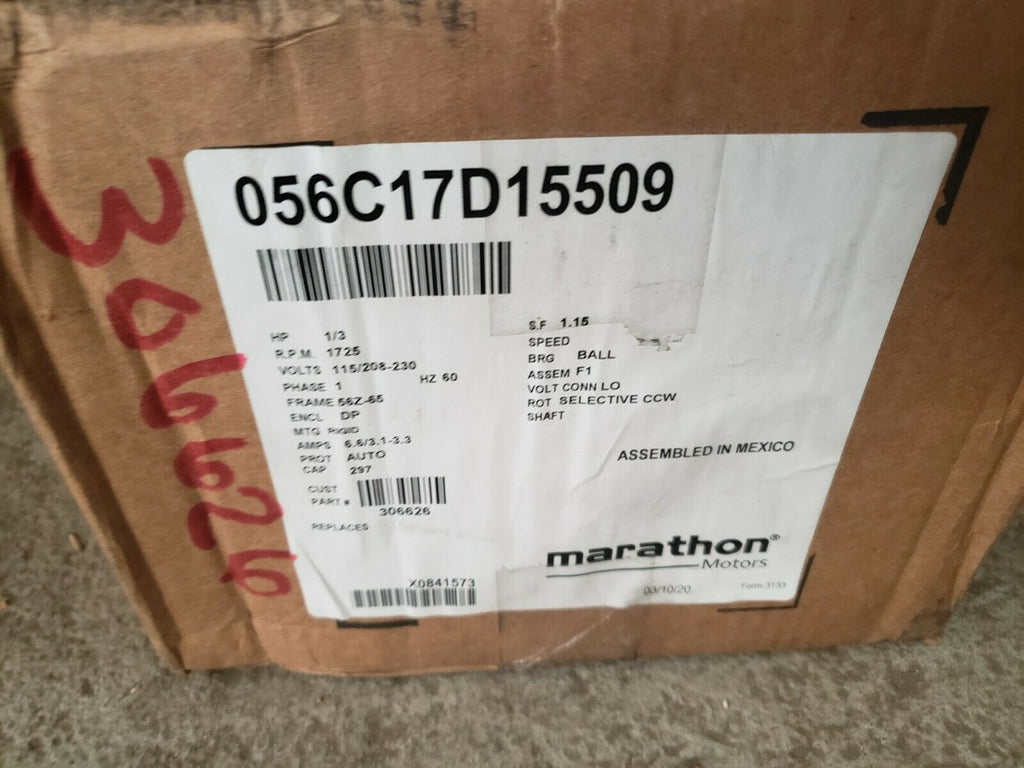 056C17D15509
HP 1/3
R.P.M. 1725
VOLTS 115/208-230
PHASE 1 HZ 60
FRAME 56Z-65
ENCL DP
MTG RIGID
AMPS 6.6/3.1-3.3
PROT AUTO
CAP 297
CUST
PART # 306626
REPLACES
X0841573
S.F 1.15
SPEED
BRG BALL
ASSEM F1
VOLT CONN LO
ROT SELECTIVE CCW
SHAFT
ASSEMBLED IN MEXICO
marathon®
Motors
03/10/20 Form 3133
306626